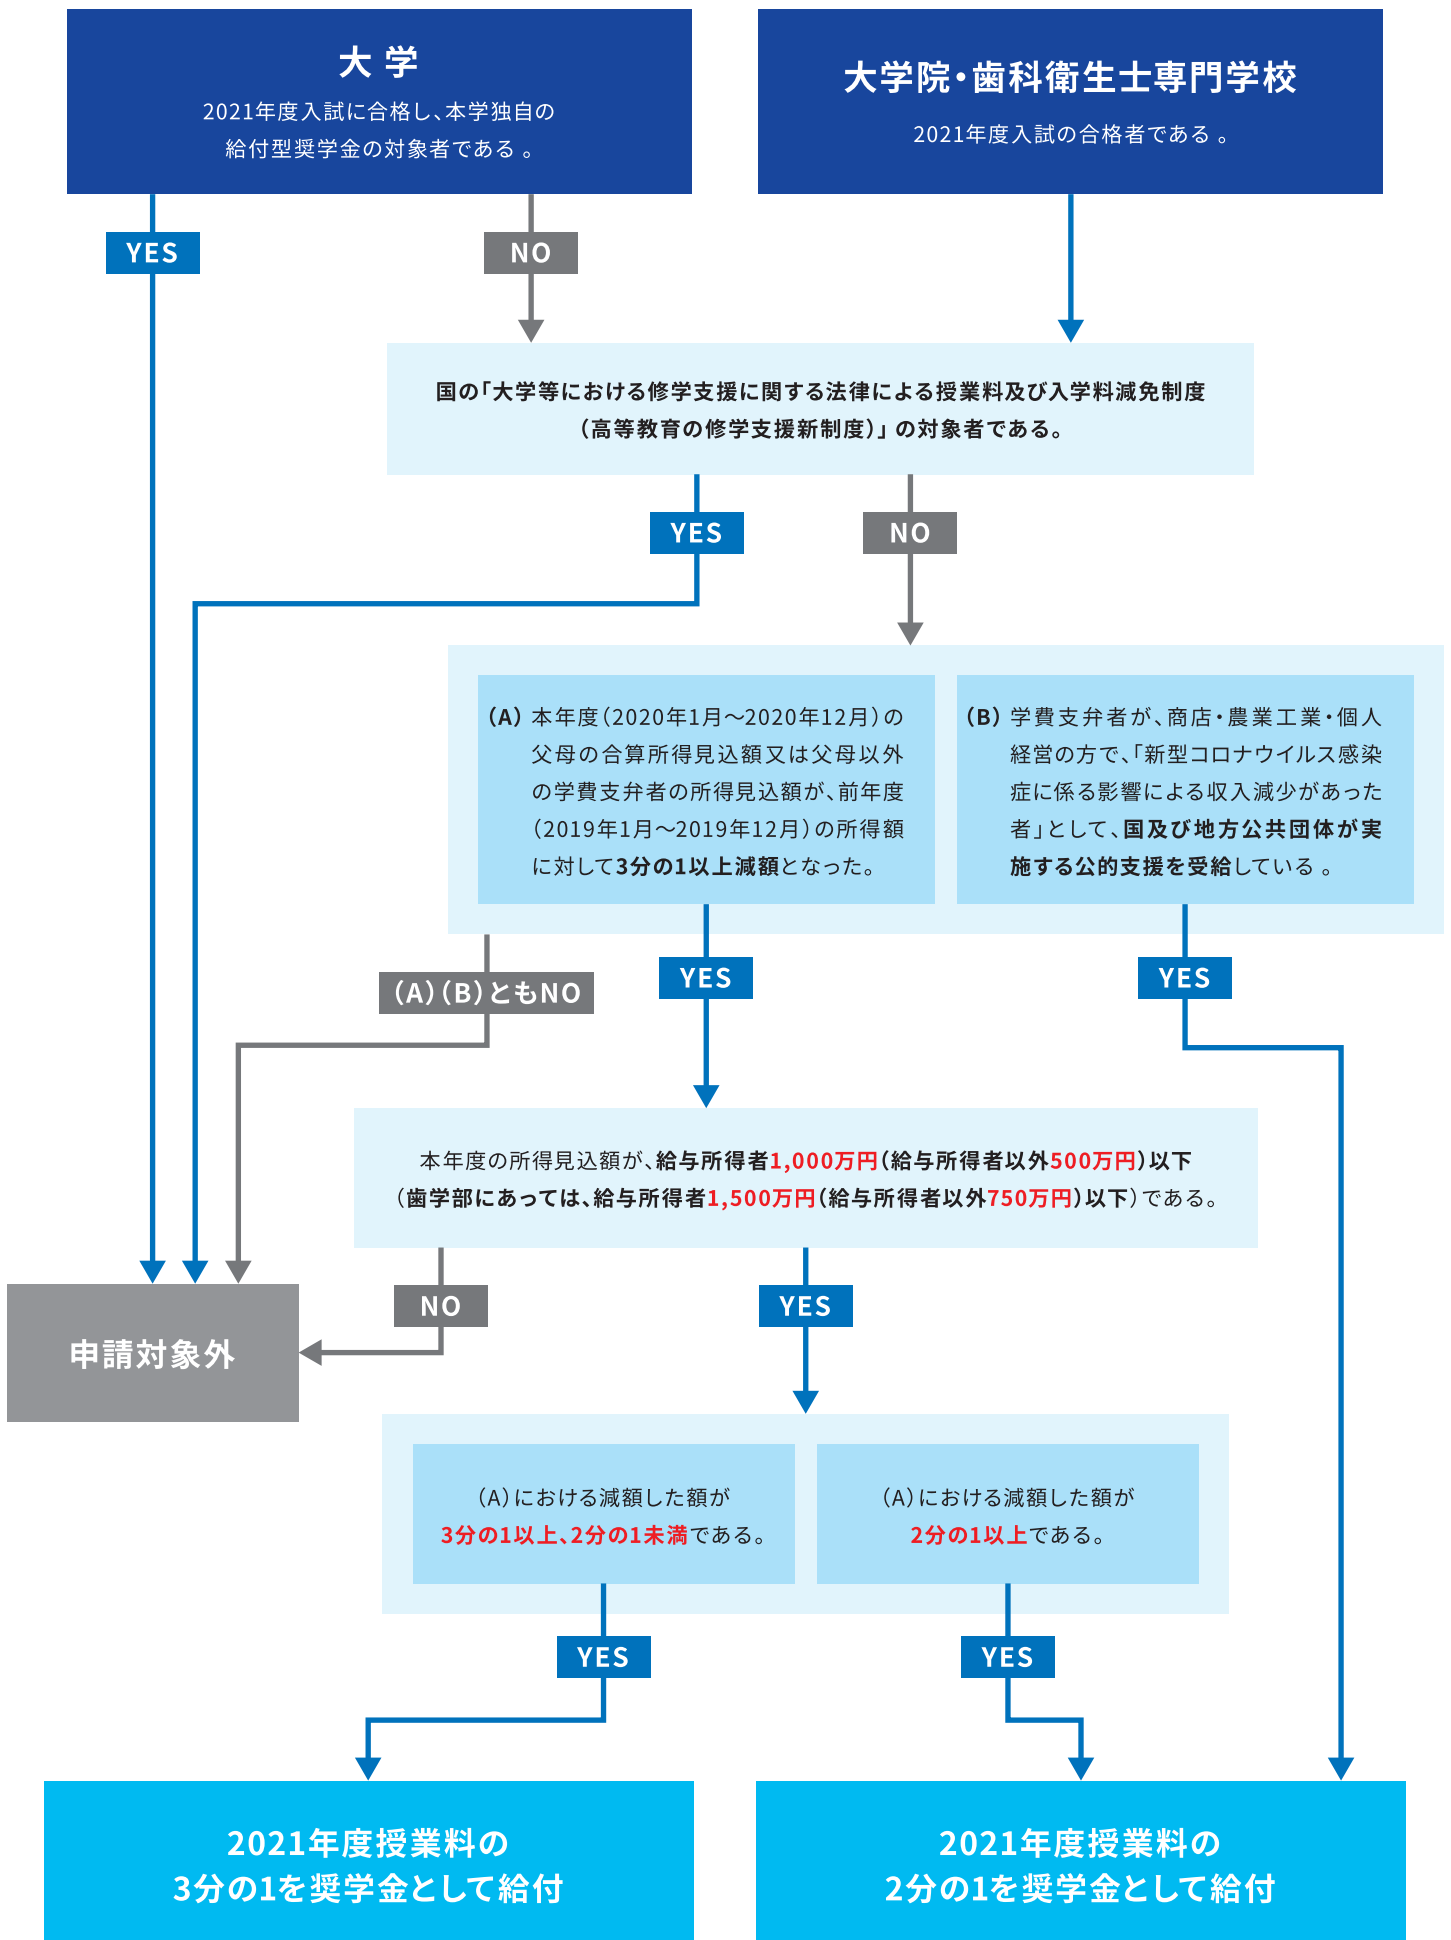 大 学
2021年度入試に合格し、本学独自の
給付型奨学金の対象者である 。
大学院・歯科衛生士専門学校
2021年度入試の合格者である 。
YES
NO
国の「大学等における修学支援に関する法律による授業料及び入学料減免制度
（高等教育の修学支援新制度）」の対象者である。
YES
NO
（A）本年度（2020年1月〜2020年12月）の
父母の合算所得見込額又は父母以外
の学費支弁者の所得見込額が、前年度
（2019年1月〜2019年12月）の所得額
に対して3分の1以上減額となった。
（B）学費支弁者が、商店・農業工業・個人
経営の方で、「新型コロナウイルス感染
症に係る影響による収入減少があった
者」として、国及び地方公共団体が実
施する公的支援を受給している 。
（A）（B）ともNO
YES
YES
本年度の所得見込額が、給与所得者1,000万円（給与所得者以外500万円）以下
（歯学部にあっては、給与所得者1,500万円（給与所得者以外750万円）以下）である。
NO
YES
申請対象外
（A）における減額した額が
3分の1以上、2分の1未満である。
（A）における減額した額が
2分の1以上である。
YES
YES
2021年度授業料の
3分の1を奨学金として給付
2021年度授業料の
2分の1を奨学金として給付